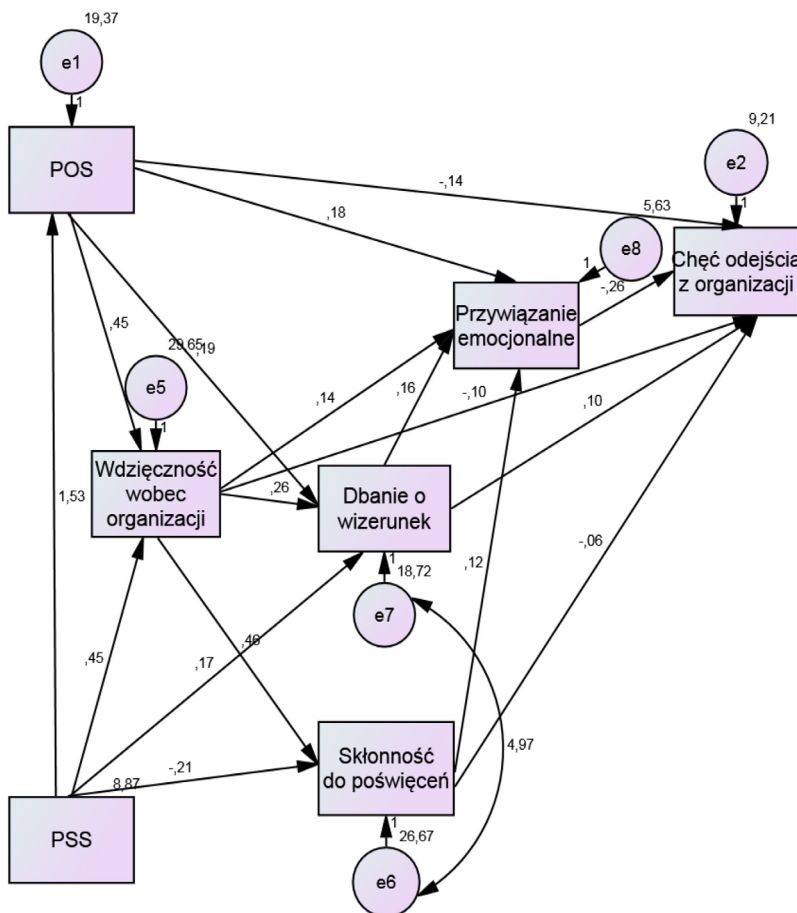 19,37
e1
1
POS
9,21
e2
1
-,14
5,63
e8
1
,18
Chęć odejścia
z organizacji
-,26
Przywiązanie
emocjonalne
,45
29,65
,19
e5
1
,14
,16
-,10
,10
Wdzięczność
wobec
organizacji
1,53
,26
Dbanie o
wizerunek
-,06
,12
1
18,72
e7
,46
,45
,17
4,97
Skłonność
do poświęceń
-,21
8,87
PSS
1
26,67
e6